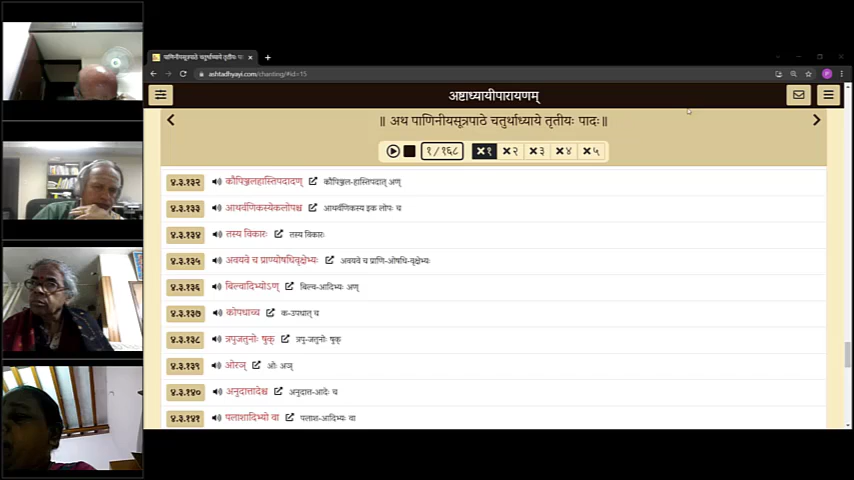 पाणिनीयसूत्रपाठे चतुर्थाध्याये तृतीयः पा
ashtadhyayi.com/chanting/#id=15
अष्टाध्यायीपारायणम्
॥ अथ पाणिनीयसूत्रपाठे चतुर्थाध्याये तृतीयः पादः॥
१/१६८ ×१ ×२ ×३ ×४ ×५
४.३.१३२ कौपिञ्जलहास्तिपदादण् कौपिञ्जल-हास्तिपदात् अण्
४.३.१३३ आथर्वणिकस्येकलोपश्च आथर्वणिकस्य इक लोपः च
४.३.१३४ तस्य विकारः तस्य विकारः
४.३.१३५ अवयवे च प्राण्योषधिवृक्षेभ्यः अवयवे च प्राणि-ओषधि-वृक्षेभ्यः
४.३.१३६ बिल्वादिभ्योऽण् बिल्व-आदिभ्यः अण्
४.३.१३७ कोपधाच्च क-उपधात् च
४.३.१३८ त्रपुजतुनोः षुक् त्रपु-जतुनोः षुक्
४.३.१३९ ओरञ् ओः अञ्
४.३.१४० अनुदात्तादेश्च अनुदात्त-आदेः च
४.३.१४१ पलाशादिभ्यो वा पलाश-आदिभ्यः वा